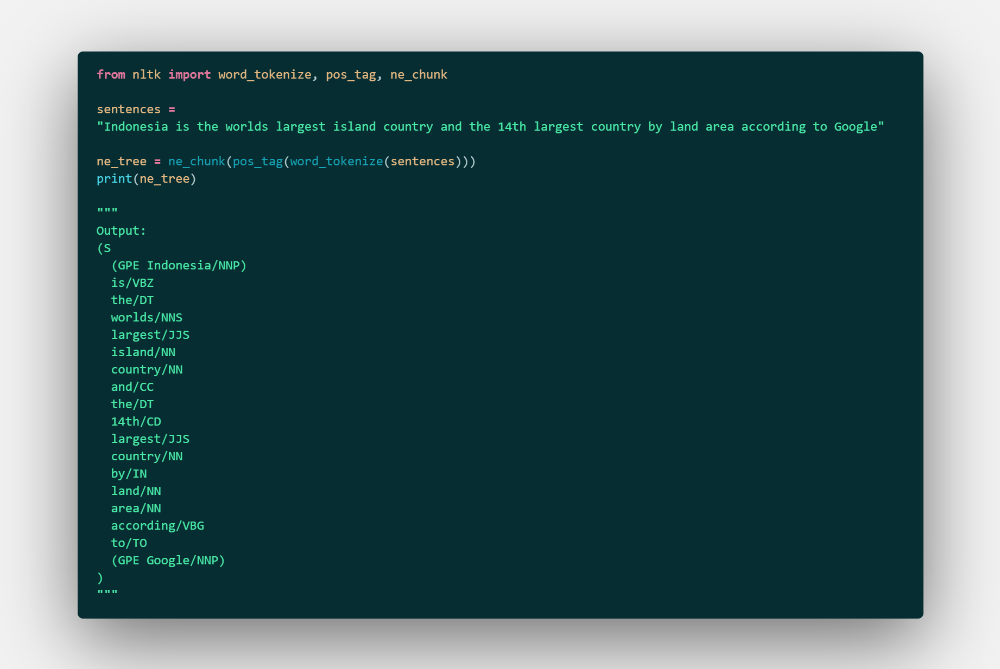 from nltk import word_tokenize, pos_tag, ne_chunk
sentences =
"Indonesia is the worlds largest island country and the 14th largest country by land area according to Google"
ne_tree = ne_chunk(pos_tag(word_tokenize(sentences)))
print(ne_tree)
"""
Output:
(S
  (GPE Indonesia/NNP)
  is/VBZ
  the/DT
  worlds/NNS
  largest/JJS
  island/NN
  country/NN
  and/CC
  the/DT
  14th/CD
  largest/JJS
  country/NN
  by/IN
  land/NN
  area/NN
  according/VBG
  to/TO
  (GPE Google/NNP)
)
"""